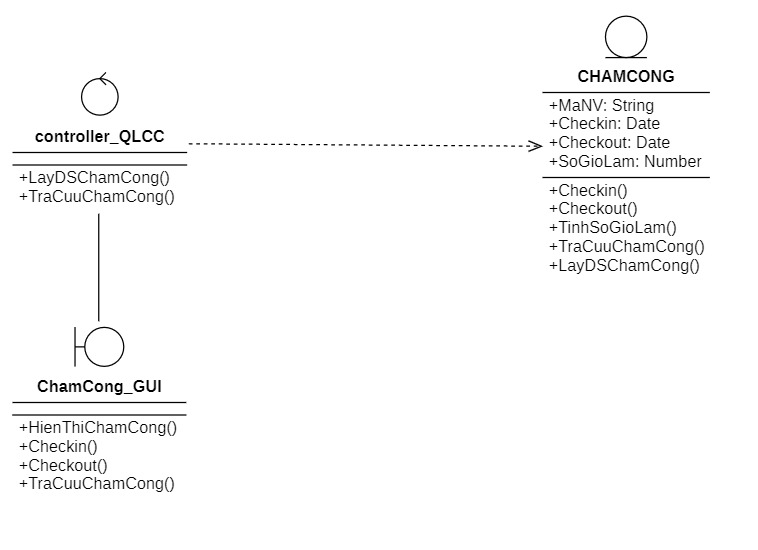 controller_QLCC
+LayDSChamCong()
+TraCuuChamCong()
CHAMCONG
+MaNV: String
+Checkin: Date
+Checkout: Date
+SoGioLam: Number
+Checkin()
+Checkout()
+TinhSoGioLam()
+TraCuuChamCong()
+LayDSChamCong()
ChamCong_GUI
+HienThiChamCong()
+Checkin()
+Checkout()
+TraCuuChamCong()